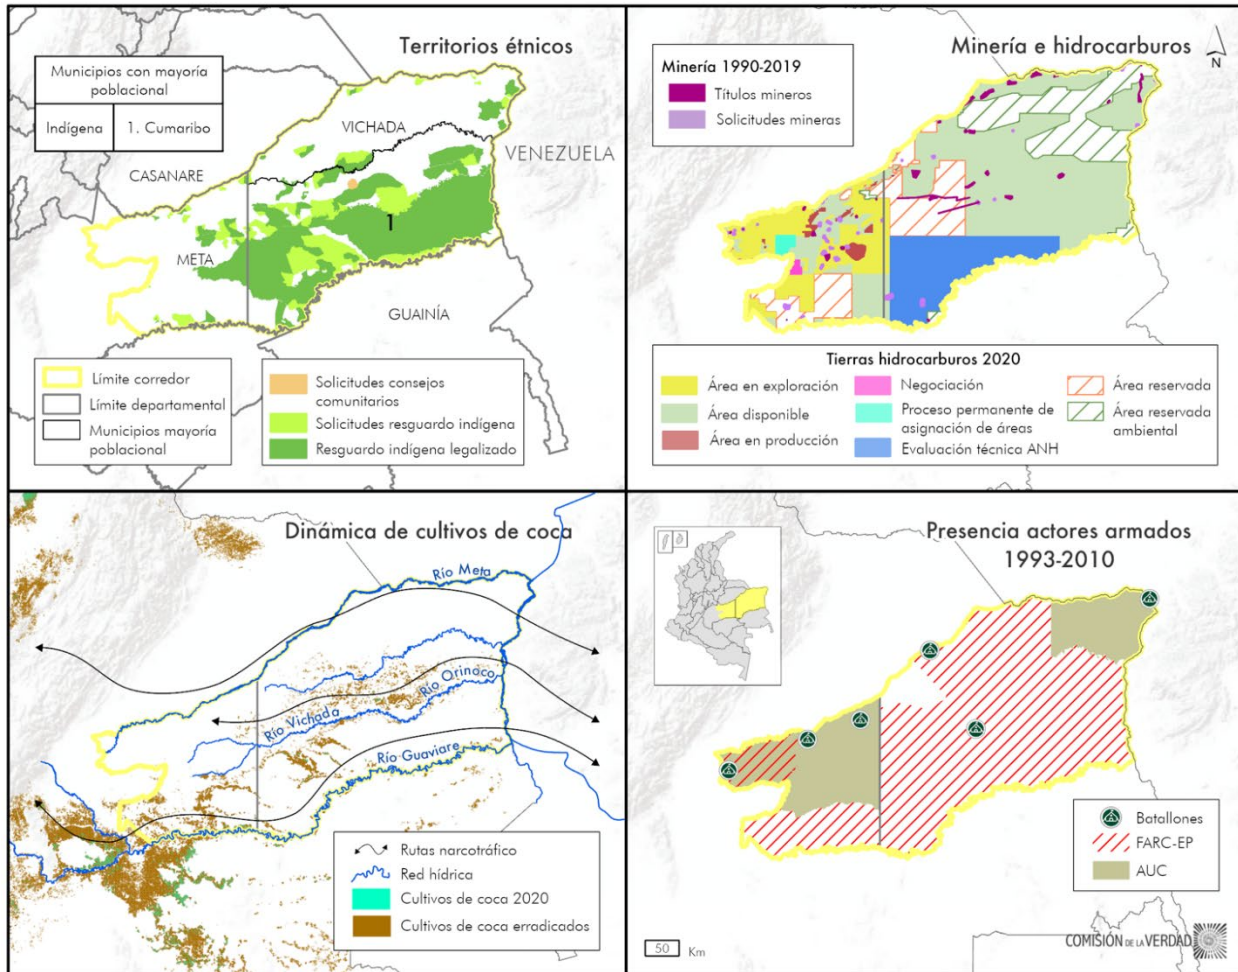 Territorios étnicos
Municipios con mayoría
poblacional
Indígena
1. Cumaribo
VICHADA
VENEZUELA
CASANARE
1
META
GUAINÍA
Límite corredor
Límite departamental
Municipios mayoría
poblacional
Solicitudes consejos
comunitarios
Solicitudes resguardo indígena
Resguardo indígena legalizado
Minería e hidrocarburos
N
Minería 1990-2019
Títulos mineros
Solicitudes mineras
Tierras hidrocarburos 2020
Área en exploración
Área disponible
Área en producción
Negociación
Proceso permanente de
asignación de áreas
Evaluación técnica ANH
Área reservada
Área reservada
ambiental
Dinámica de cultivos de coca
Río Meta
Río Orinoco
Río Vichada
Río Guaviare
Rutas narcotráfico
Red hídrica
Cultivos de coca 2020
Cultivos de coca erradicados
Presencia actores armados
1993-2010
Batallones
FARC-EP
AUC
50 Km
COMISIÓN DE LA VERDAD